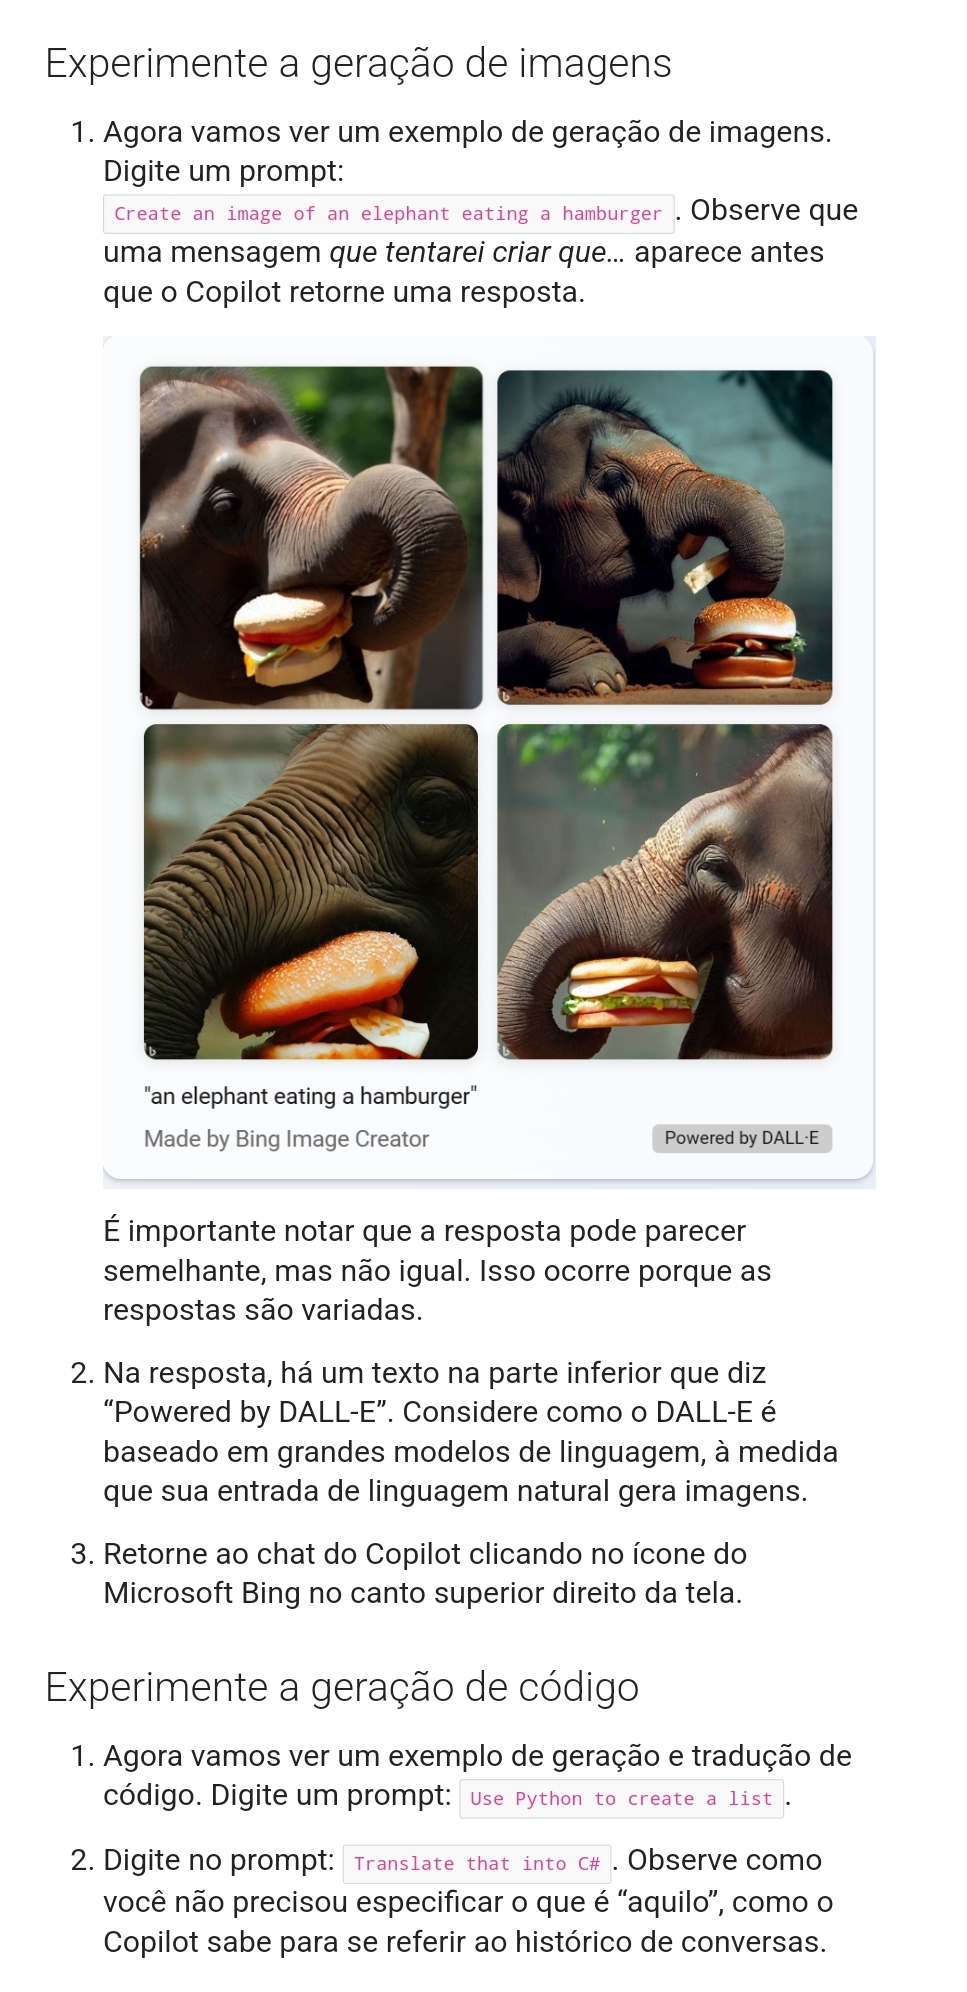 Experimente a geração de imagens
1. Agora vamos ver um exemplo de geração de imagens.
Digite um prompt:
Create an image of an elephant eating a hamburger. Observe que
uma mensagem que tentarei criar que... aparece antes
que o Copilot retorne uma resposta.
"an elephant eating a hamburger"
Made by Bing Image Creator
Powered by DALL·E
É importante notar que a resposta pode parecer
semelhante, mas não igual. Isso ocorre porque as
respostas são variadas.
2. Na resposta, há um texto na parte inferior que diz
“Powered by DALL-E”. Considere como o DALL-E é
baseado em grandes modelos de linguagem, à medida
que sua entrada de linguagem natural gera imagens.
3. Retorne ao chat do Copilot clicando no ícone do
Microsoft Bing no canto superior direito da tela.
Experimente a geração de código
1. Agora vamos ver um exemplo de geração e tradução de
código. Digite um prompt: Use Python to create a list.
2. Digite no prompt: Translate that into C#. Observe como
você não precisou especificar o que é “aquilo”, como o
Copilot sabe para se referir ao histórico de conversas.